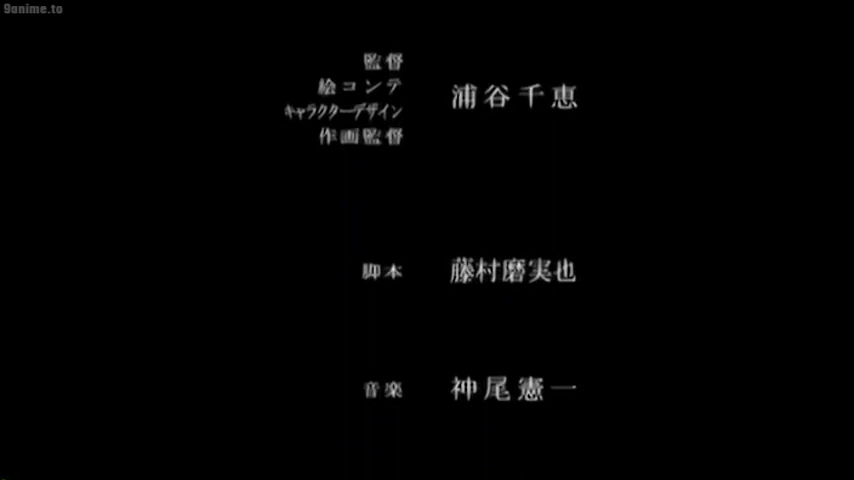 9anime.to
監督
絵コンテ
キャラクターデザイン
作画監督
浦谷千恵
脚本 藤村磨実也
音楽 神尾憲一